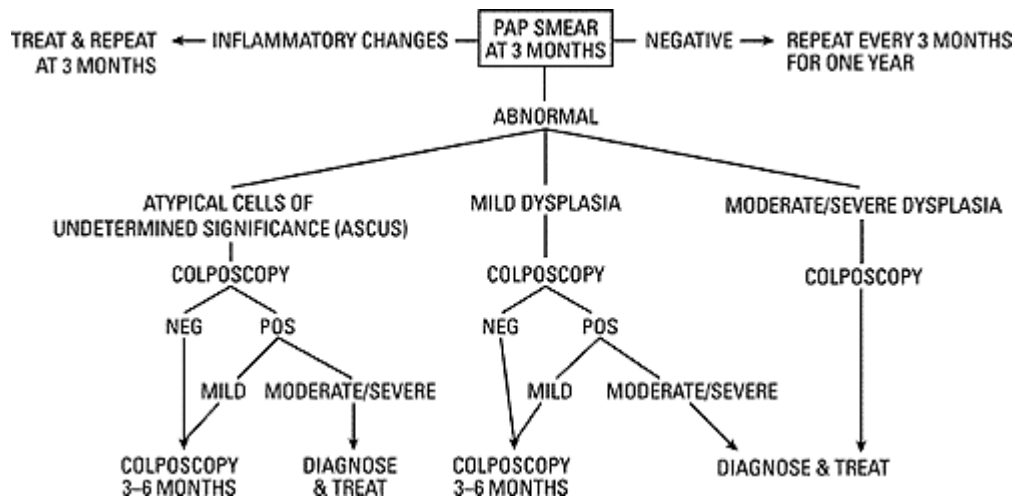 PAP SMEAR
AT 3 MONTHS
TREAT & REPEAT
AT 3 MONTHS
INFLAMMATORY CHANGES
NEGATIVE
REPEAT EVERY 3 MONTHS
FOR ONE YEAR
ABNORMAL
ATYPICAL CELLS OF
UNDETERMINED SIGNIFICANCE (ASCUS)
MILD DYSPLASIA
MODERATE/SEVERE DYSPLASIA
COLPOSCOPY
COLPOSCOPY
COLPOSCOPY
NEG
POS
NEG
POS
MILD
MODERATE/SEVERE
MILD
MODERATE/SEVERE
COLPOSCOPY
3–6 MONTHS
DIAGNOSE
& TREAT
COLPOSCOPY
3–6 MONTHS
DIAGNOSE & TREAT